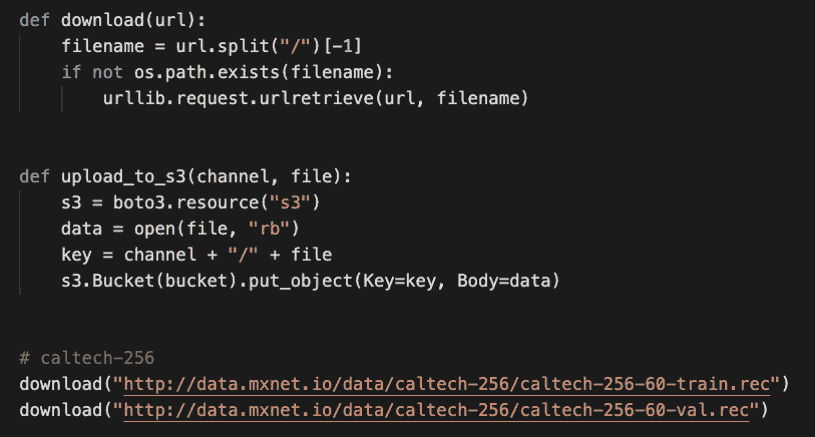 def download(url):
    filename = url.split("/")[-1]
    if not os.path.exists(filename):
        urllib.request.urlretrieve(url, filename)
def upload_to_s3(channel, file):
    s3 = boto3.resource("s3")
    data = open(file, "rb")
    key = channel + "/" + file
    s3.Bucket(bucket).put_object(Key=key, Body=data)
# caltech-256
download("http://data.mxnet.io/data/caltech-256/caltech-256-60-train.rec")
download("http://data.mxnet.io/data/caltech-256/caltech-256-60-val.rec")